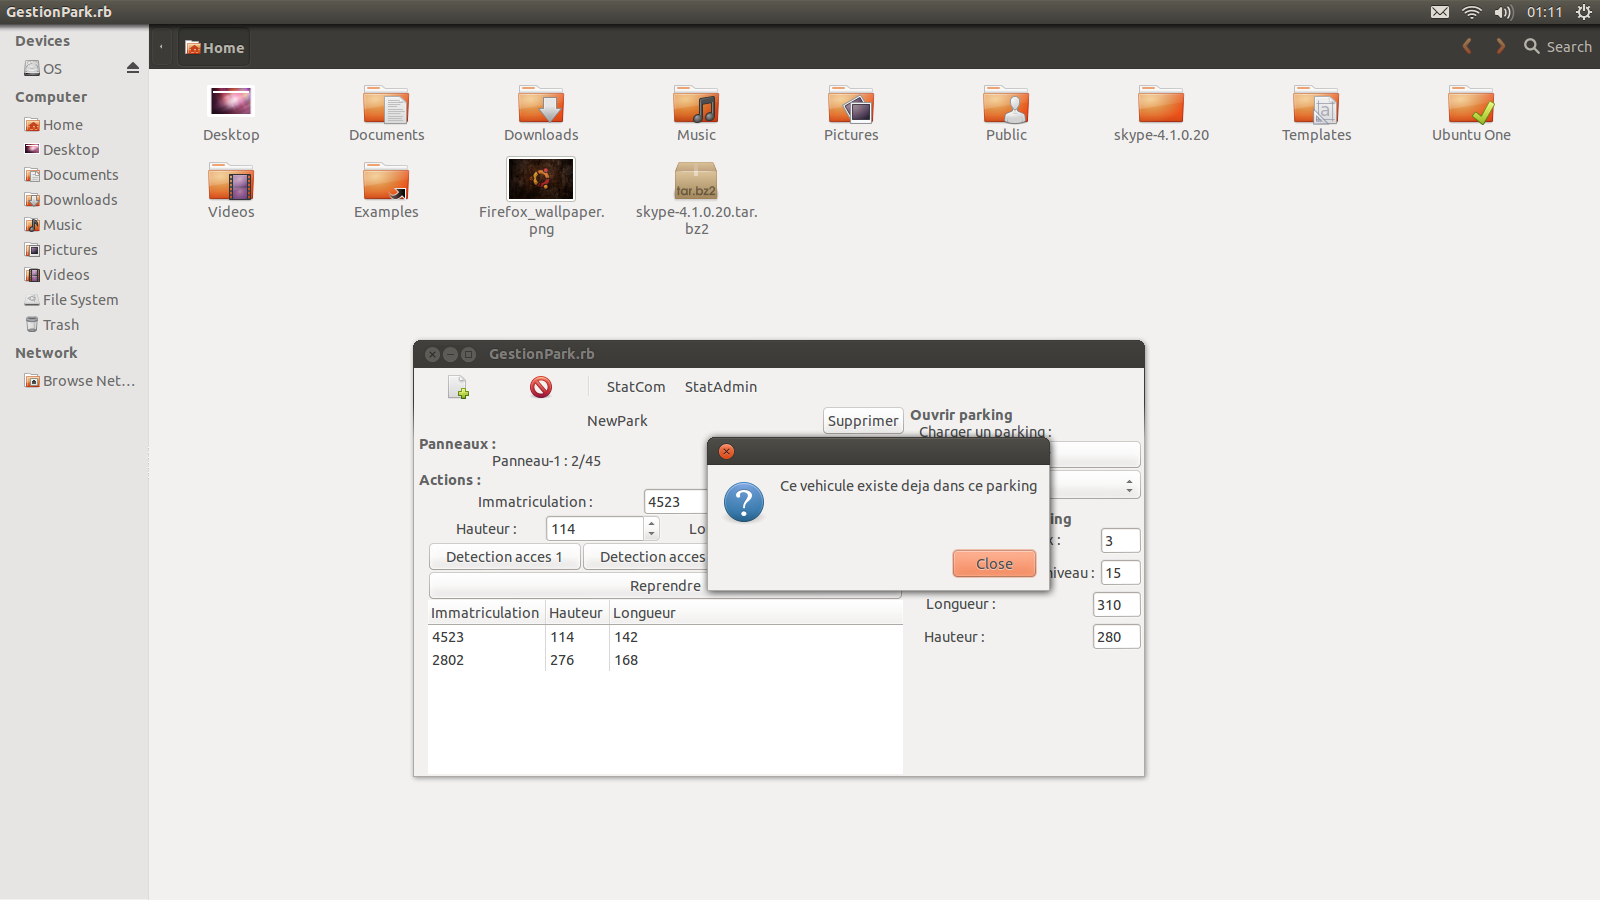 GestionPark.rb
01:11
Devices
OS
Computer
Home
Desktop
Documents
Downloads
Music
Pictures
Videos
File System
Trash
Network
Browse Net...
Home
Search
Desktop
Documents
Downloads
Music
Pictures
Public
skype-4.1.0.20
Templates
Ubuntu One
Videos
Examples
Firefox_wallpaper.
png
tar.bz2
skype-4.1.0.20.tar.
bz2
GestionPark.rb
StatCom StatAdmin
NewPark Supprimer
Ouvrir parking
Charger un parking :
Panneaux :
Panneau-1 : 2/45
Actions :
Immatriculation : 4523
Hauteur : 114 Lo
Detection acces 1 Detection acces
Reprendre
Immatriculation Hauteur Longueur
4523 114 142
2802 276 168
Ce vehicule existe deja dans ce parking
Close
ing
: 3
niveau : 15
Longueur : 310
Hauteur : 280